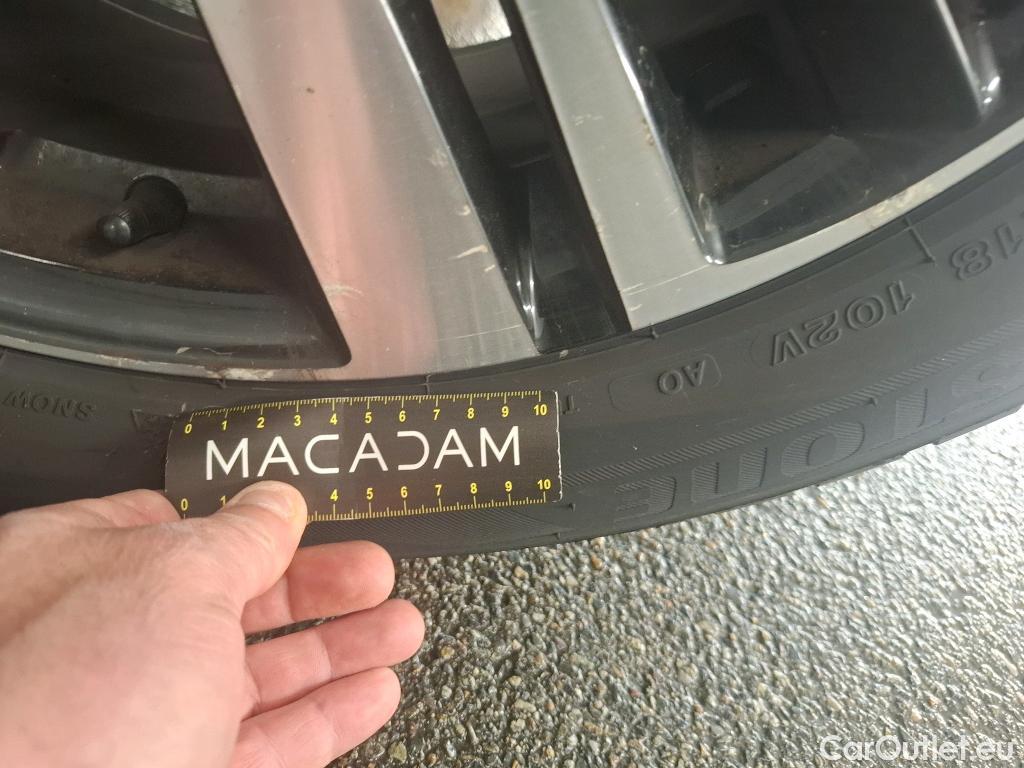 118
102V
AO
SNOW
T
STONE
0 1 2 3 4 5 6 7 8 9 10
MACADAM
0 1 4 5 6 7 8 9 10
CarOutlet.eu